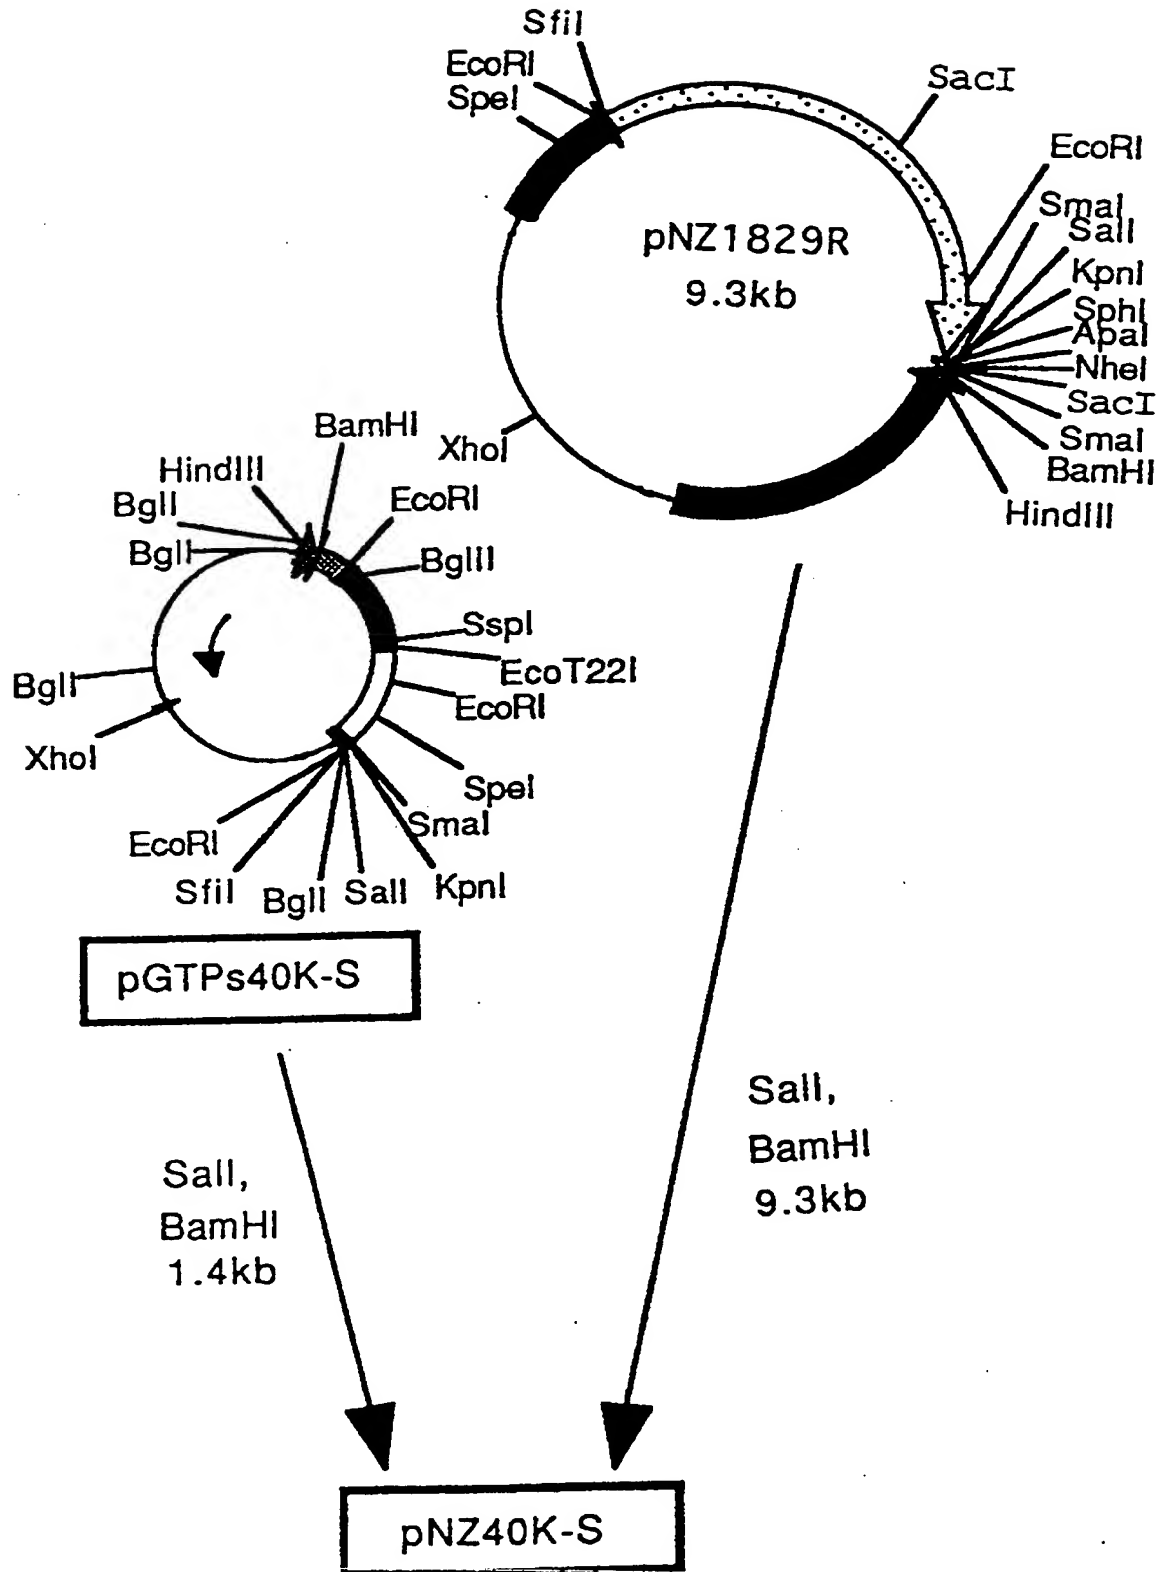 SfiI
EcoRI
SpeI
SacI
EcoRI
SmaI
SalI
KpnI
SphI
ApaI
NheI
SacI
SmaI
BamHI
HindIII
pNZ1829R
9.3kb
XhoI
BamHI
HindIII
EcoRI
BglI
BglI
BglII
SspI
EcoT22I
EcoRI
BglI
XhoI
SpeI
SmaI
EcoRI
SfiI
BglI
SalI
KpnI
pGTPs40K-S
SalI,
BamHI
9.3kb
SalI,
BamHI
1.4kb
pNZ40K-S